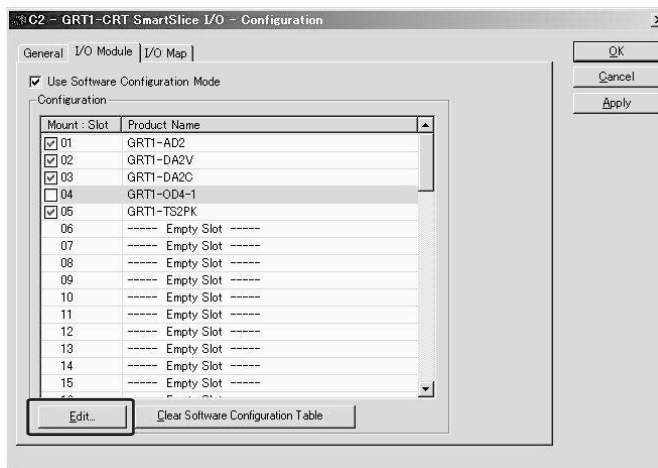 C2 - GRT1-CRT SmartSlice I/O - Configuration
General I/O Module I/O Map
OK
Cancel
Apply
Use Software Configuration Mode
Configuration
Mount : Slot Product Name
01 GRT1-AD2
02 GRT1-DA2V
03 GRT1-DA2C
04 GRT1-OD4-1
05 GRT1-TS2PK
06 ----- Empty Slot -----
07 ----- Empty Slot -----
08 ----- Empty Slot -----
09 ----- Empty Slot -----
10 ----- Empty Slot -----
11 ----- Empty Slot -----
12 ----- Empty Slot -----
13 ----- Empty Slot -----
14 ----- Empty Slot -----
15 ----- Empty Slot -----
Edit... Clear Software Configuration Table